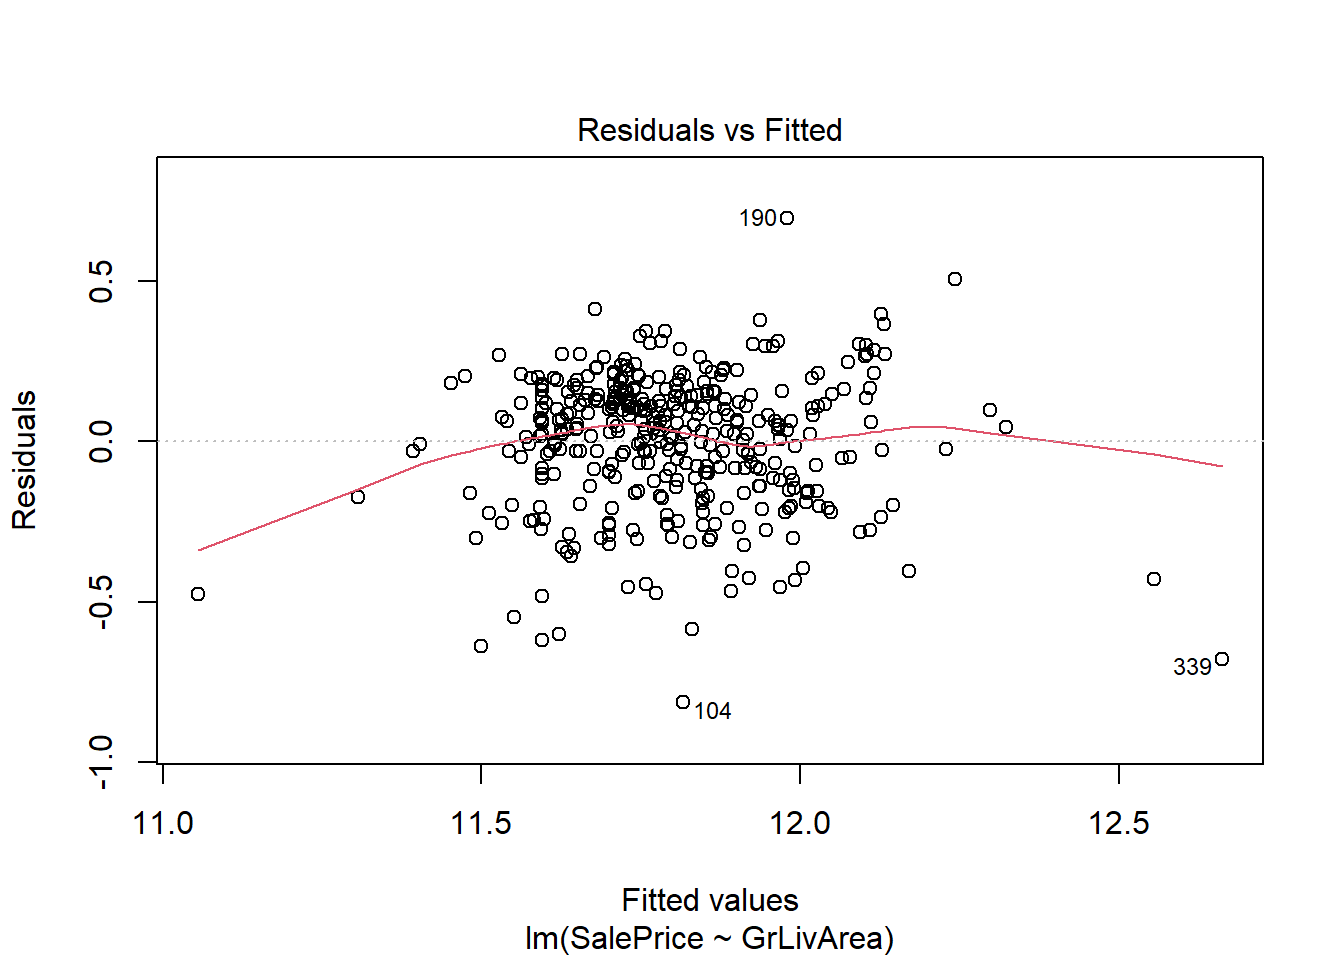 Residuals vs Fitted
190
339
104
Residuals
0.5
0.0
-0.5
-1.0
11.0 11.5 12.0 12.5
Fitted values
lm(SalePrice ~ GrLivArea)